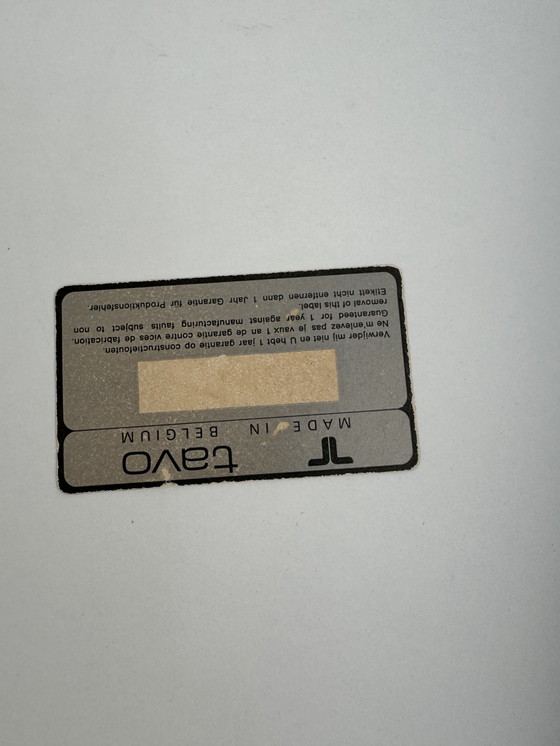 tavo
MADE IN BELGIUM
Verwijder mij niet en U hebt 1 jaar garantie op constructiefouten.
Ne m'enlevez pas je vaux 1 an de garantie contre vices de fabrication.
Guaranteed for 1 year against manufacturing faults subject to non
removal of this label.
Etikett nicht entfernen dann 1 Jahr Garantie für Produktionsfehler.